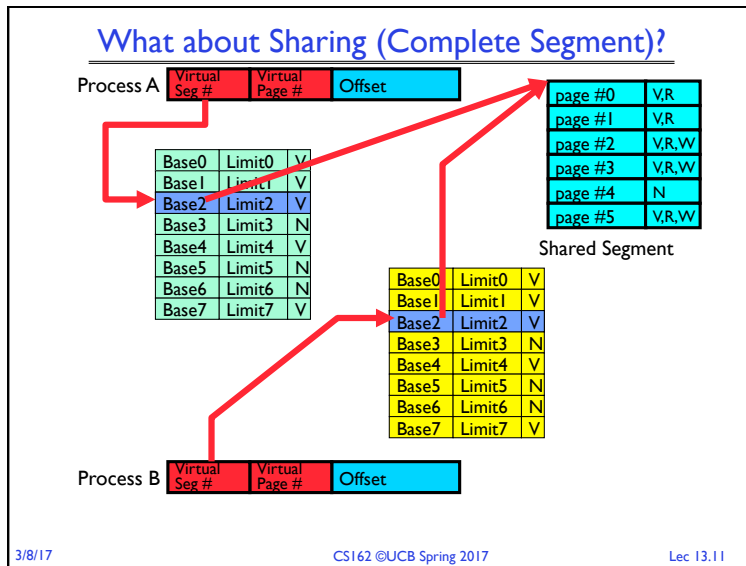 What about Sharing (Complete Segment)?
Process A
Virtual Seg #
Virtual Page #
Offset
page #0 V,R
page #1 V,R
page #2 V,R,W
page #3 V,R,W
page #4 N
page #5 V,R,W
Shared Segment
Base0 Limit0 V
Base1 Limit1 V
Base2 Limit2 V
Base3 Limit3 N
Base4 Limit4 V
Base5 Limit5 N
Base6 Limit6 N
Base7 Limit7 V
Base0 Limit0 V
Base1 Limit1 V
Base2 Limit2 V
Base3 Limit3 N
Base4 Limit4 V
Base5 Limit5 N
Base6 Limit6 N
Base7 Limit7 V
Process B
Virtual Seg #
Virtual Page #
Offset
3/8/17
CS162 ©UCB Spring 2017
Lec 13.11